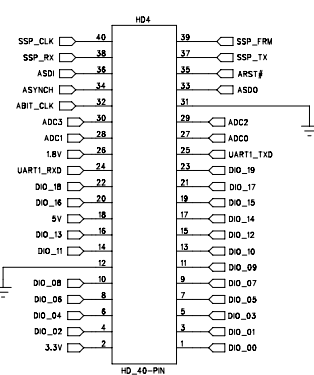 HD4
SSP_CLK 40 39 SSP_FRM
SSP_RX 38 37 SSP_TX
ASDI 36 35 ARST#
ASYNCH 34 33 ASDO
ABIT_CLK 32 31
ADC3 30 29 ADC2
ADC1 28 27 ADC0
1.8V 26 25 UART1_TXD
UART1_RXD 24 23 DIO_19
DIO_18 22 21 DIO_17
DIO_16 20 19 DIO_15
5V 18 17 DIO_14
DIO_13 16 15 DIO_12
DIO_11 14 13 DIO_10
12 11 DIO_09
DIO_08 10 9 DIO_07
DIO_06 8 7 DIO_05
DIO_04 6 5 DIO_03
DIO_02 4 3 DIO_01
3.3V 2 1 DIO_00
HD_40-PIN